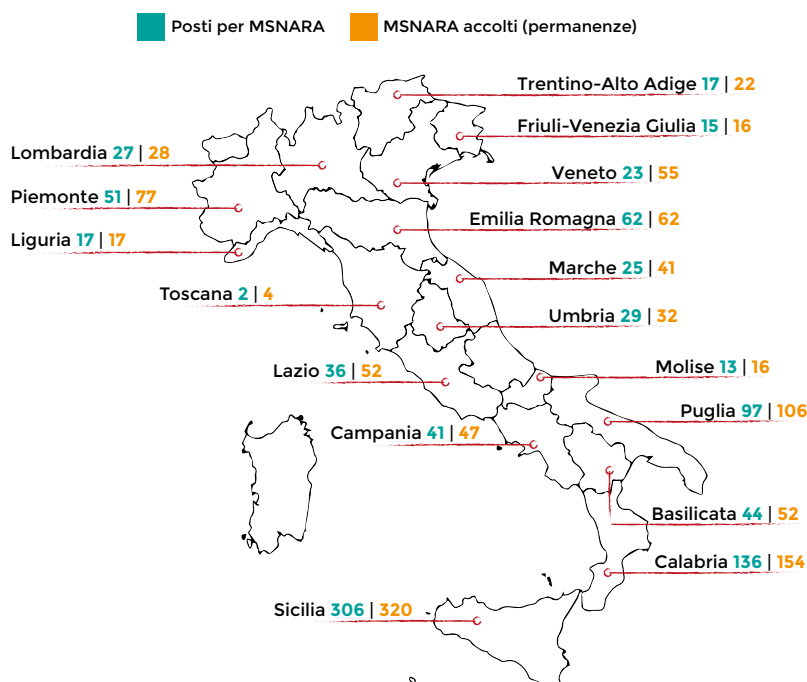 Posti per MSNARA
MSNARA accolti (permanenze)
Trentino-Alto Adige 17 | 22
Friuli-Venezia Giulia 15 | 16
Lombardia 27 | 28
Veneto 23 | 55
Piemonte 51 | 77
Emilia Romagna 62 | 62
Liguria 17 | 17
Marche 25 | 41
Toscana 2 | 4
Umbria 29 | 32
Lazio 36 | 52
Molise 13 | 16
Puglia 97 | 106
Campania 41 | 47
Basilicata 44 | 52
Calabria 136 | 154
Sicilia 306 | 320